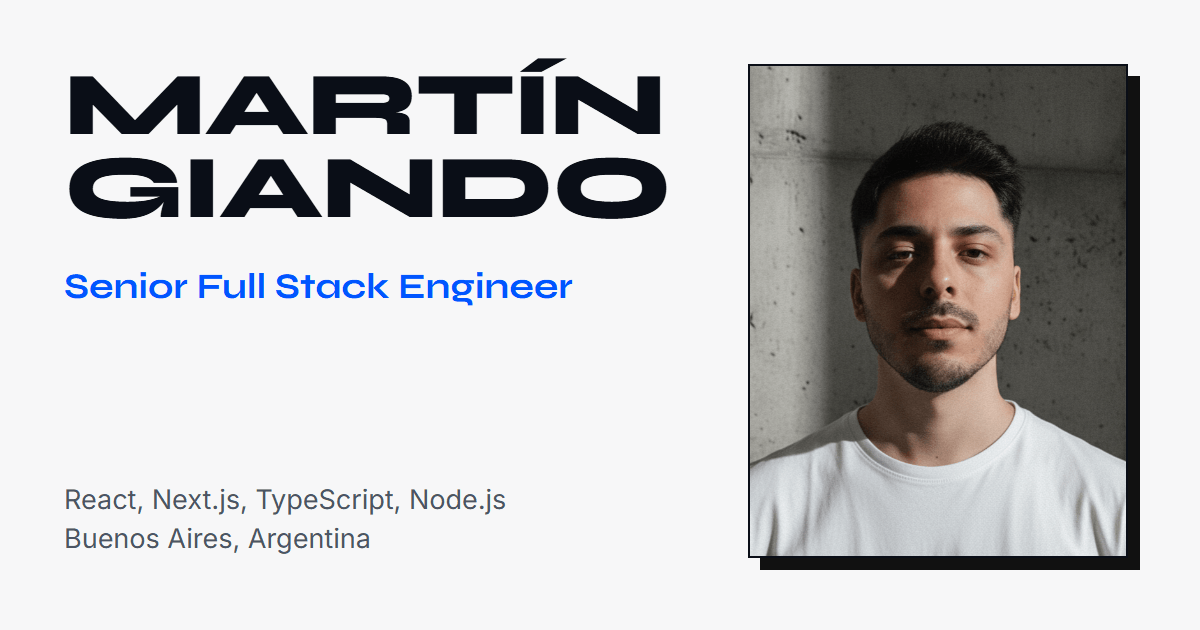 MARTÍN
GIANDO
Senior Full Stack Engineer
React, Next.js, TypeScript, Node.js
Buenos Aires, Argentina